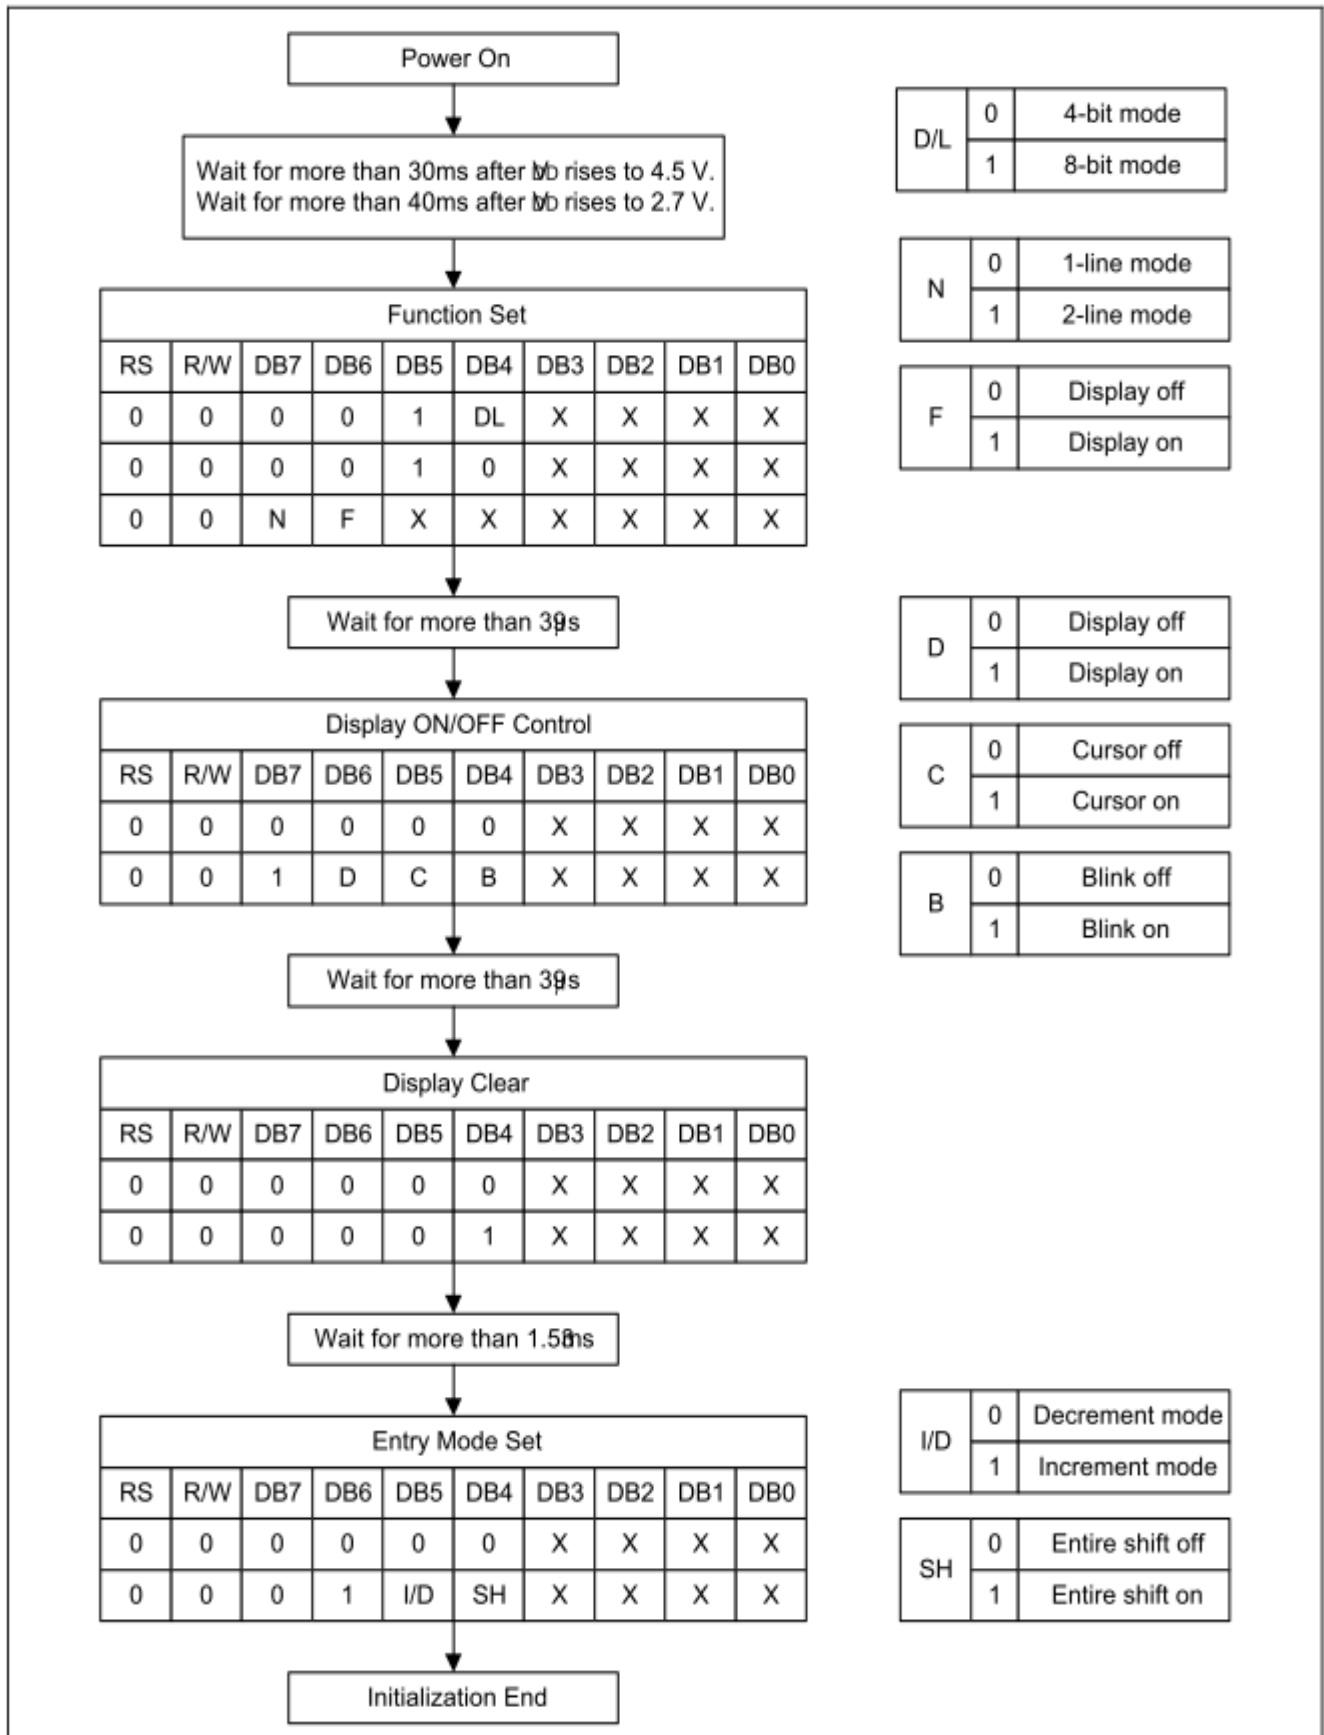 Power On
Wait for more than 30ms after VDD rises to 4.5 V.
Wait for more than 40ms after VDD rises to 2.7 V.
D/L 0 4-bit mode
1 8-bit mode
N 0 1-line mode
1 2-line mode
F 0 Display off
1 Display on
Function Set
RS R/W DB7 DB6 DB5 DB4 DB3 DB2 DB1 DB0
0 0 0 0 1 DL X X X X
0 0 0 0 1 0 X X X X
0 0 N F X X X X X X
Wait for more than 39μs
D 0 Display off
1 Display on
C 0 Cursor off
1 Cursor on
B 0 Blink off
1 Blink on
Display ON/OFF Control
RS R/W DB7 DB6 DB5 DB4 DB3 DB2 DB1 DB0
0 0 0 0 0 0 X X X X
0 0 1 D C B X X X X
Wait for more than 39μs
Display Clear
RS R/W DB7 DB6 DB5 DB4 DB3 DB2 DB1 DB0
0 0 0 0 0 0 X X X X
0 0 0 0 0 1 X X X X
Wait for more than 1.53ms
I/D 0 Decrement mode
1 Increment mode
SH 0 Entire shift off
1 Entire shift on
Entry Mode Set
RS R/W DB7 DB6 DB5 DB4 DB3 DB2 DB1 DB0
0 0 0 0 0 0 X X X X
0 0 0 1 I/D SH X X X X
Initialization End